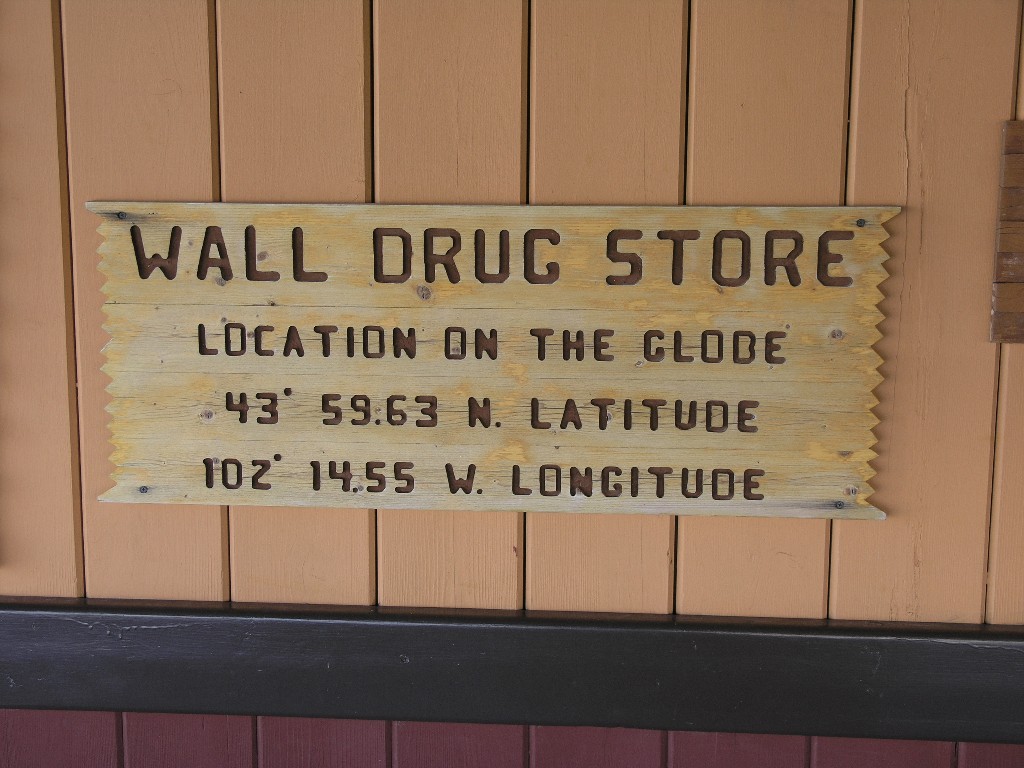 WALL DRUG STORE
LOCATION ON THE GLOBE
43° 59.63 N. LATITUDE
102° 14.55 W. LONGITUDE